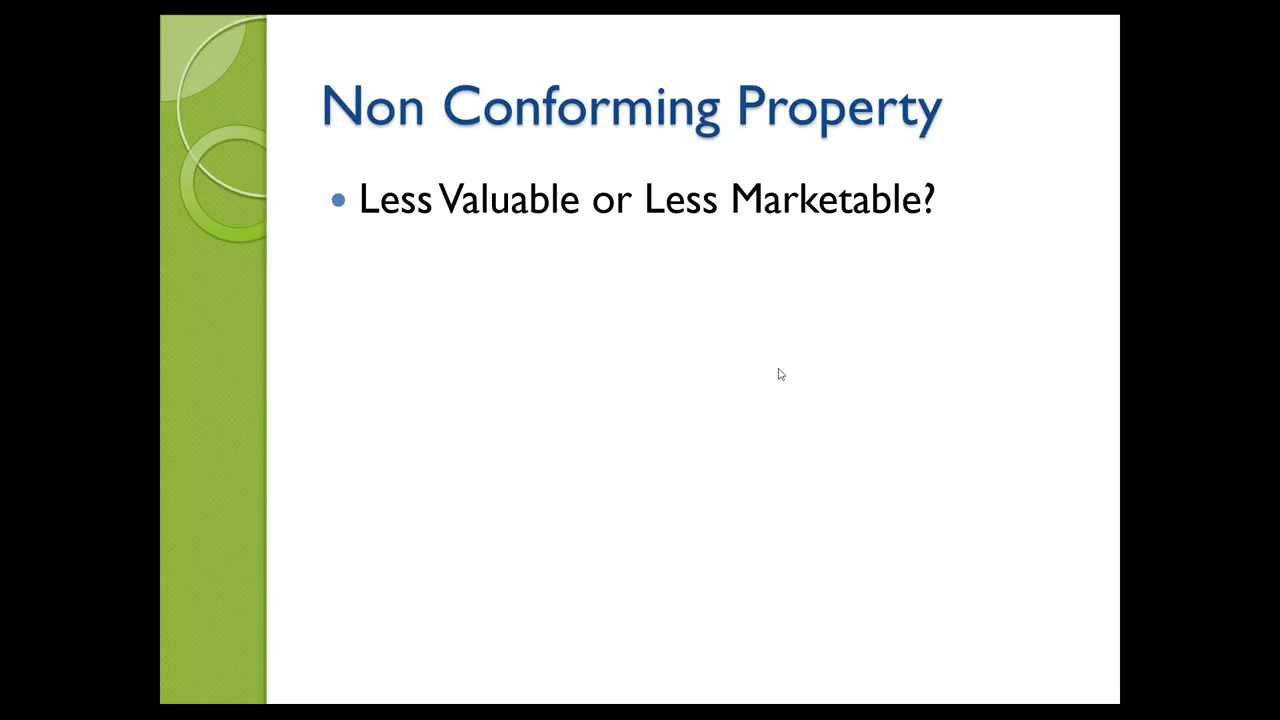 Non Conforming Property
Less Valuable or Less Marketable?